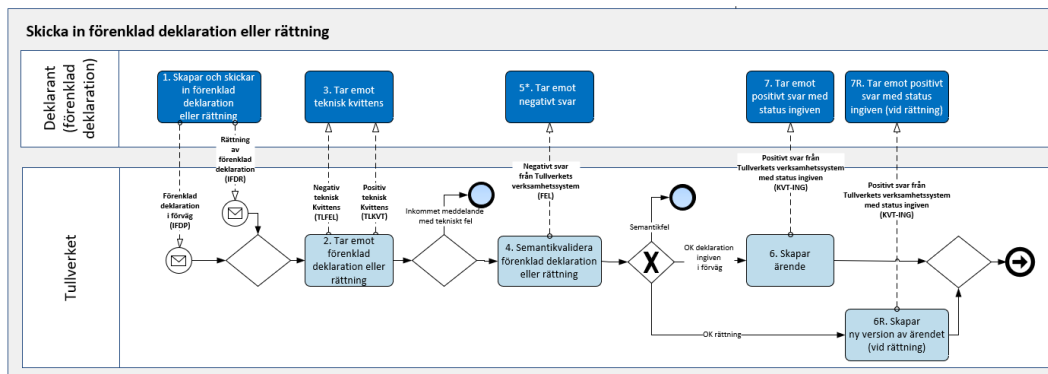 Skicka in förenklad deklaration eller rättning
Deklarant
(förenklad
deklaration)
1. Skapar och skickar
in förenklad
deklaration
eller rättning
3. Tar emot
teknisk kvittens
5*. Tar emot
negativt svar
7. Tar emot
positivt svar med
status ingiven
7R. Tar emot positivt
svar med status
ingiven (vid rättning)
Rättning
av
förenklad
deklaration
(IFDR)
Förenklad
deklaration
i förväg
(IFDP)
Negativ
teknisk
Kvittens
(TLFEL)
Positiv
teknisk
Kvittens
(TLKVT)
Negativt svar
från Tullverkets
verksamhetssystem
(FEL)
Positivt svar från
Tullverkets verksamhetssystem
med status ingiven
(KVT-ING)
Positivt svar från
Tullverkets verksamhetssystem
med status ingiven
(KVT-ING)
Tullverket
Inkommet meddelande
med tekniskt fel
Semantikfel
2. Tar emot
förenklad
deklaration eller
rättning
4. Semantikvalidera
förenklad deklaration
eller rättning
X
OK deklaration
ingiven
i förväg
6. Skapar
ärende
OK rättning
6R. Skapar
ny version av ärendet
(vid rättning)